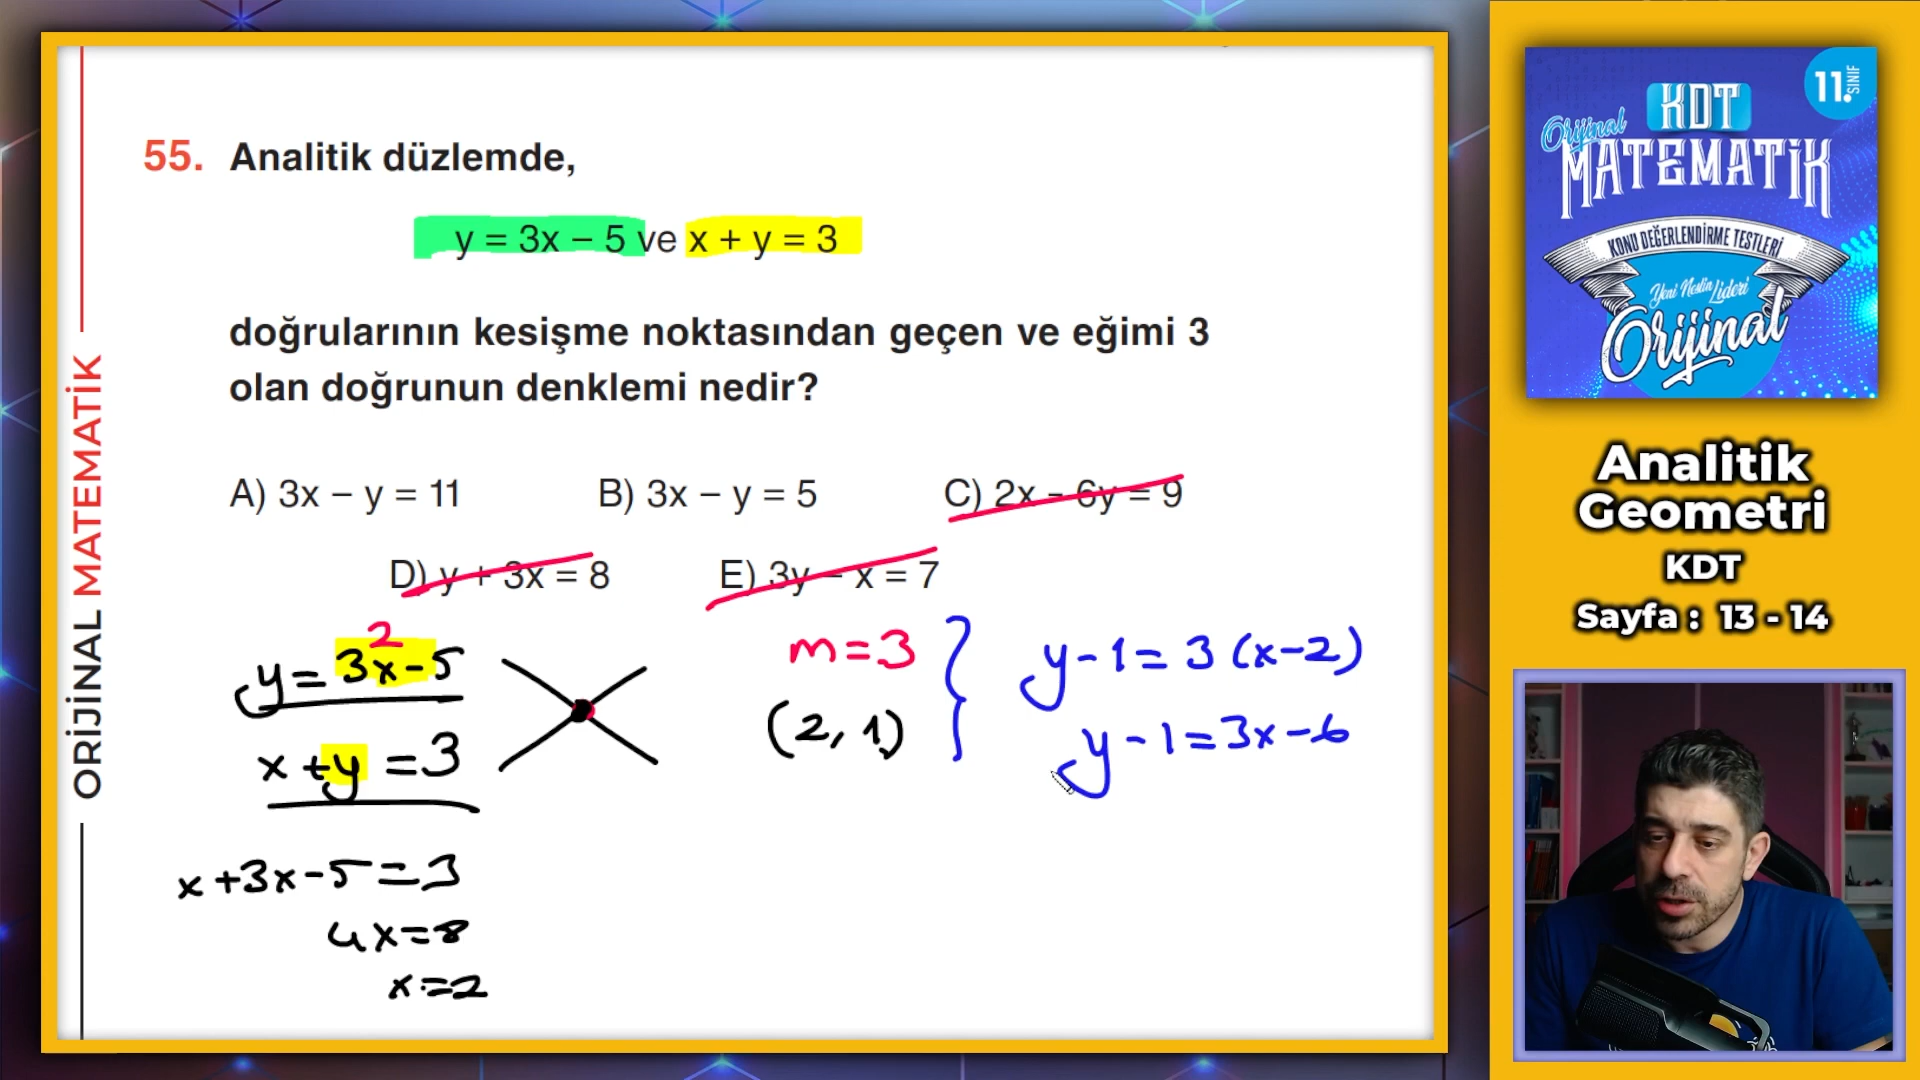 ORİJİNAL MATEMATİK
55. Analitik düzlemde,
y = 3x – 5 ve x + y = 3
doğrularının kesişme noktasından geçen ve eğimi 3
olan doğrunun denklemi nedir?
A) 3x – y = 11 B) 3x – y = 5 C) 2x – 6y = 9
D) y + 3x = 8 E) 3y – x = 7
2
y = 3x - 5
x + y = 3
x + 3x - 5 = 3
4x = 8
x = 2
m = 3
(2, 1)
y - 1 = 3 (x - 2)
y - 1 = 3x - 6
11. SINIF
KDT
Orijinal
MATEMATİK
KONU DEĞERLENDİRME TESTLERİ
Yeni Neslin Lideri
Orijinal
Analitik
Geometri
KDT
Sayfa : 13 - 14